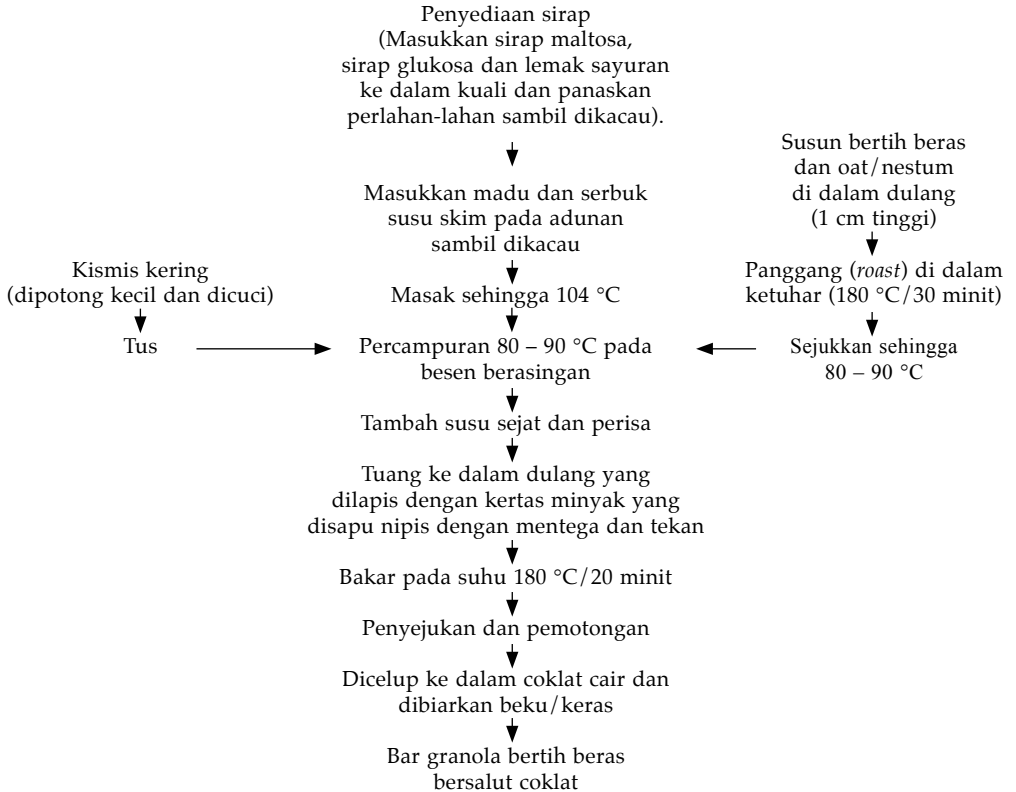 Penyediaan sirap
(Masukkan sirap maltosa,
sirap glukosa dan lemak sayuran
ke dalam kuali dan panaskan
perlahan-lahan sambil dikacau).
Masukkan madu dan serbuk
susu skim pada adunan
sambil dikacau
Masak sehingga 104 °C
Kismis kering
(dipotong kecil dan dicuci)
Tus
Susun bertih beras
dan oat/nestum
di dalam dulang
(1 cm tinggi)
Panggang (roast) di dalam
ketuhar (180 °C/30 minit)
Sejukkan sehingga
80 – 90 °C
Percampuran 80 – 90 °C pada
besen berasingan
Tambah susu sejat dan perisa
Tuang ke dalam dulang yang
dilapis dengan kertas minyak yang
disapu nipis dengan mentega dan tekan
Bakar pada suhu 180 °C/20 minit
Penyejukan dan pemotongan
Dicelup ke dalam coklat cair dan
dibiarkan beku/keras
Bar granola bertih beras
bersalut coklat